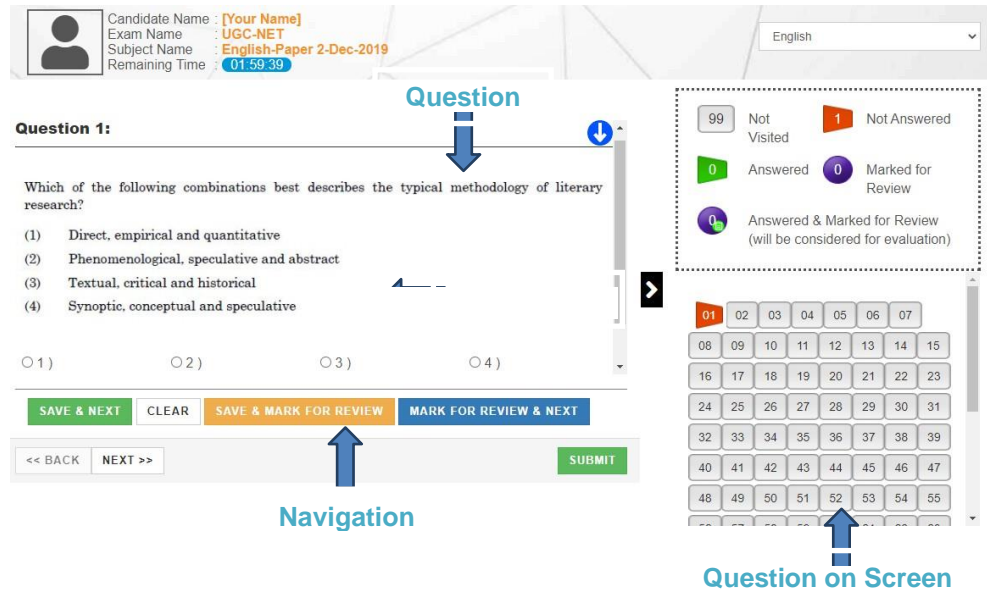 Candidate Name : [Your Name]
Exam Name : UGC-NET
Subject Name : English-Paper 2-Dec-2019
Remaining Time : 01:59:39
English
Question
Question 1:
Which of the following combinations best describes the typical methodology of literary
research?
(1) Direct, empirical and quantitative
(2) Phenomenological, speculative and abstract
(3) Textual, critical and historical
(4) Synoptic, conceptual and speculative
1 )
2 )
3 )
4 )
SAVE & NEXT
CLEAR
SAVE & MARK FOR REVIEW
MARK FOR REVIEW & NEXT
<< BACK
NEXT >>
SUBMIT
Navigation
99 Not
Visited
1 Not Answered
0 Answered
0 Marked for
Review
0 Answered & Marked for Review
(will be considered for evaluation)
01 02 03 04 05 06 07
08 09 10 11 12 13 14 15
16 17 18 19 20 21 22 23
24 25 26 27 28 29 30 31
32 33 34 35 36 37 38 39
40 41 42 43 44 45 46 47
48 49 50 51 52 53 54 55
Question on Screen